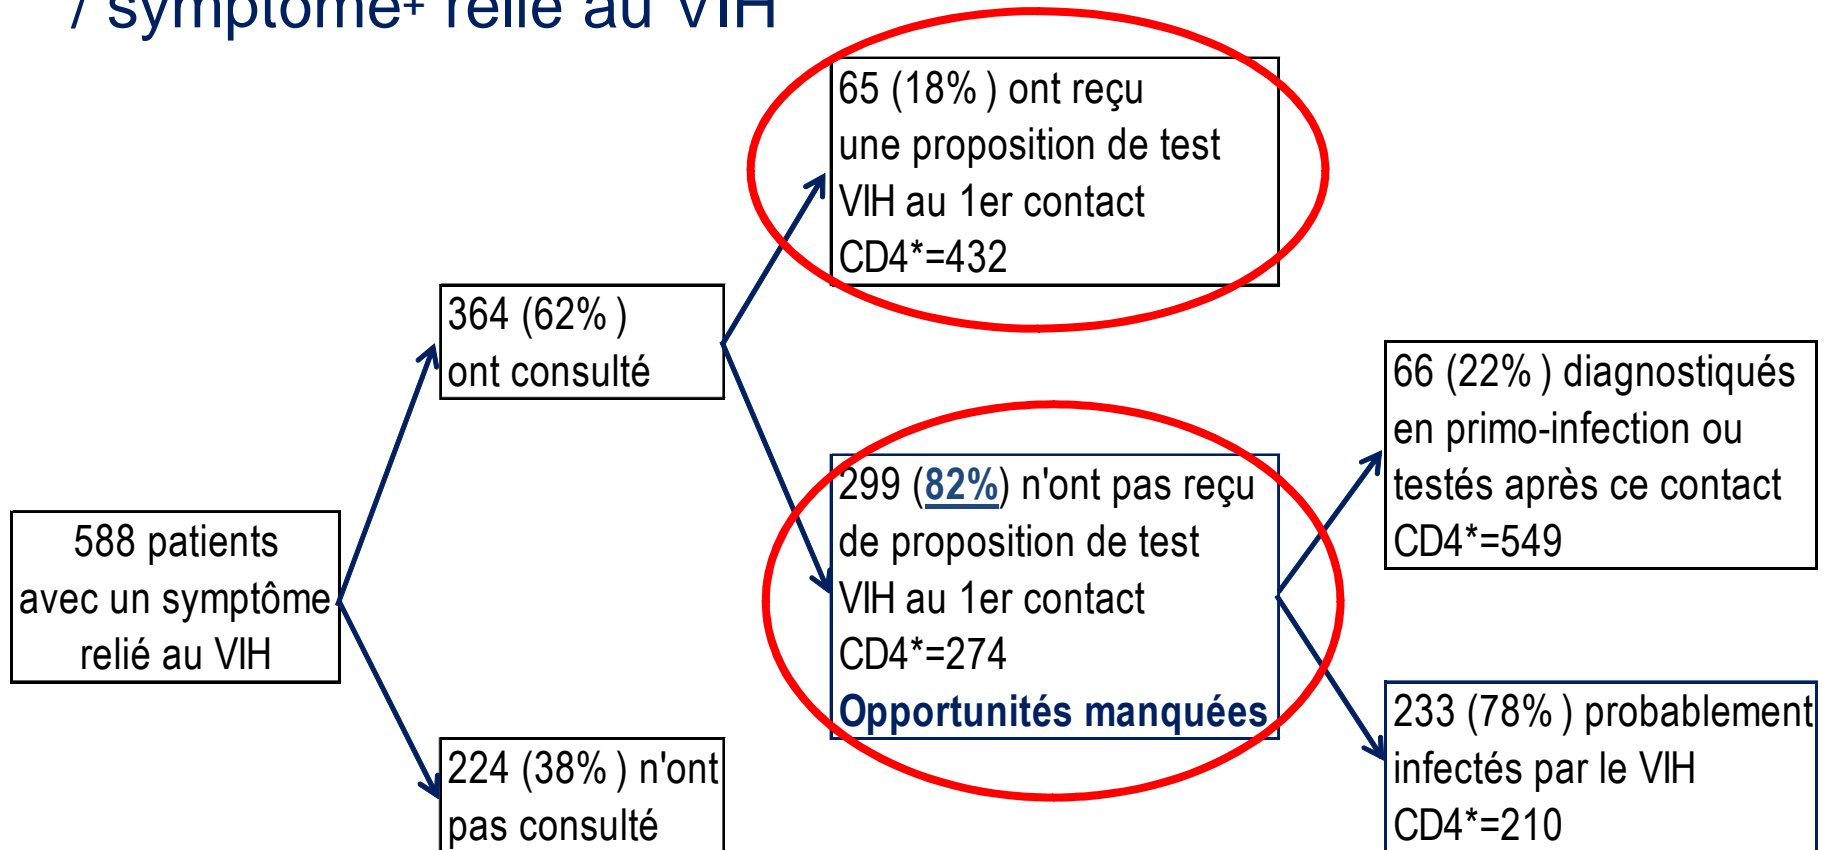 / symptôme+ relié au VIH
65 (18% ) ont reçu
une proposition de test
VIH au 1er contact
CD4*=432
364 (62% )
ont consulté
66 (22% ) diagnostiqués
en primo-infection ou
testés après ce contact
CD4*=549
299 (82%) n'ont pas reçu
de proposition de test
VIH au 1er contact
CD4*=274
Opportunités manquées
588 patients
avec un symptôme
relié au VIH
233 (78% ) probablement
infectés par le VIH
CD4*=210
224 (38% ) n'ont
pas consulté